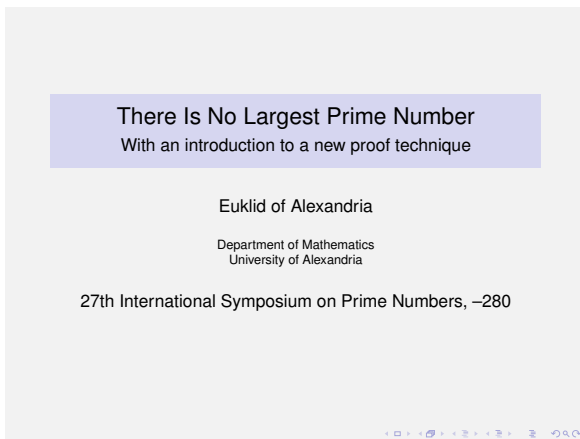 There Is No Largest Prime Number
With an introduction to a new proof technique
Euklid of Alexandria
Department of Mathematics
University of Alexandria
27th International Symposium on Prime Numbers, –280